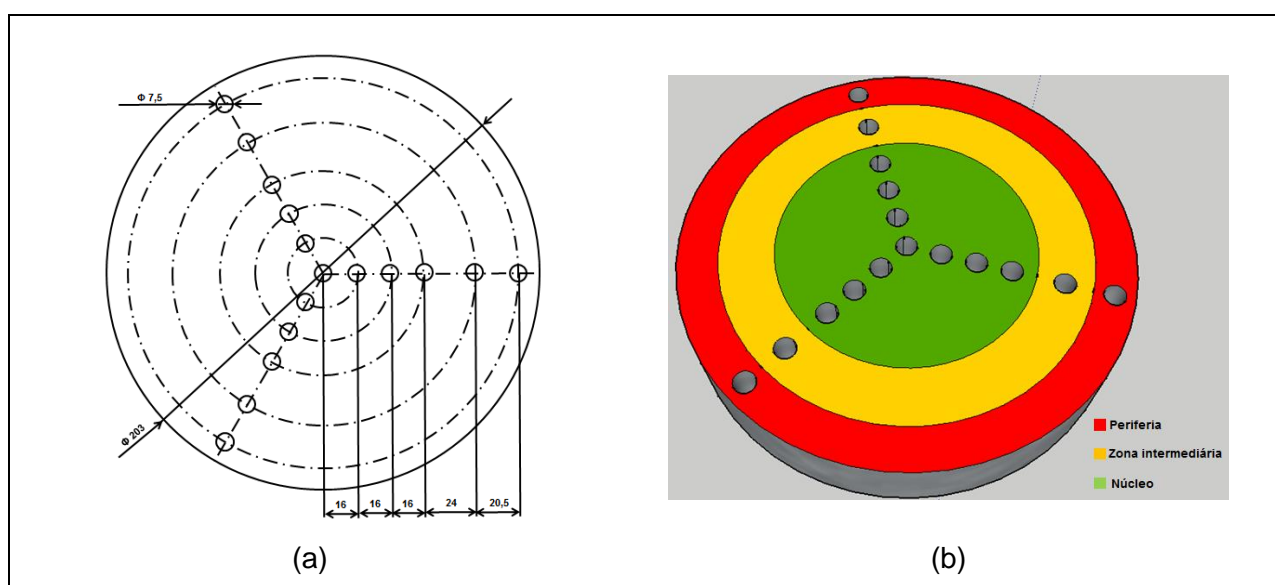 Φ 7,5
Φ 203
16 16 16 24 20,5
(a)
Periferia
Zona intermediária
Núcleo
(b)